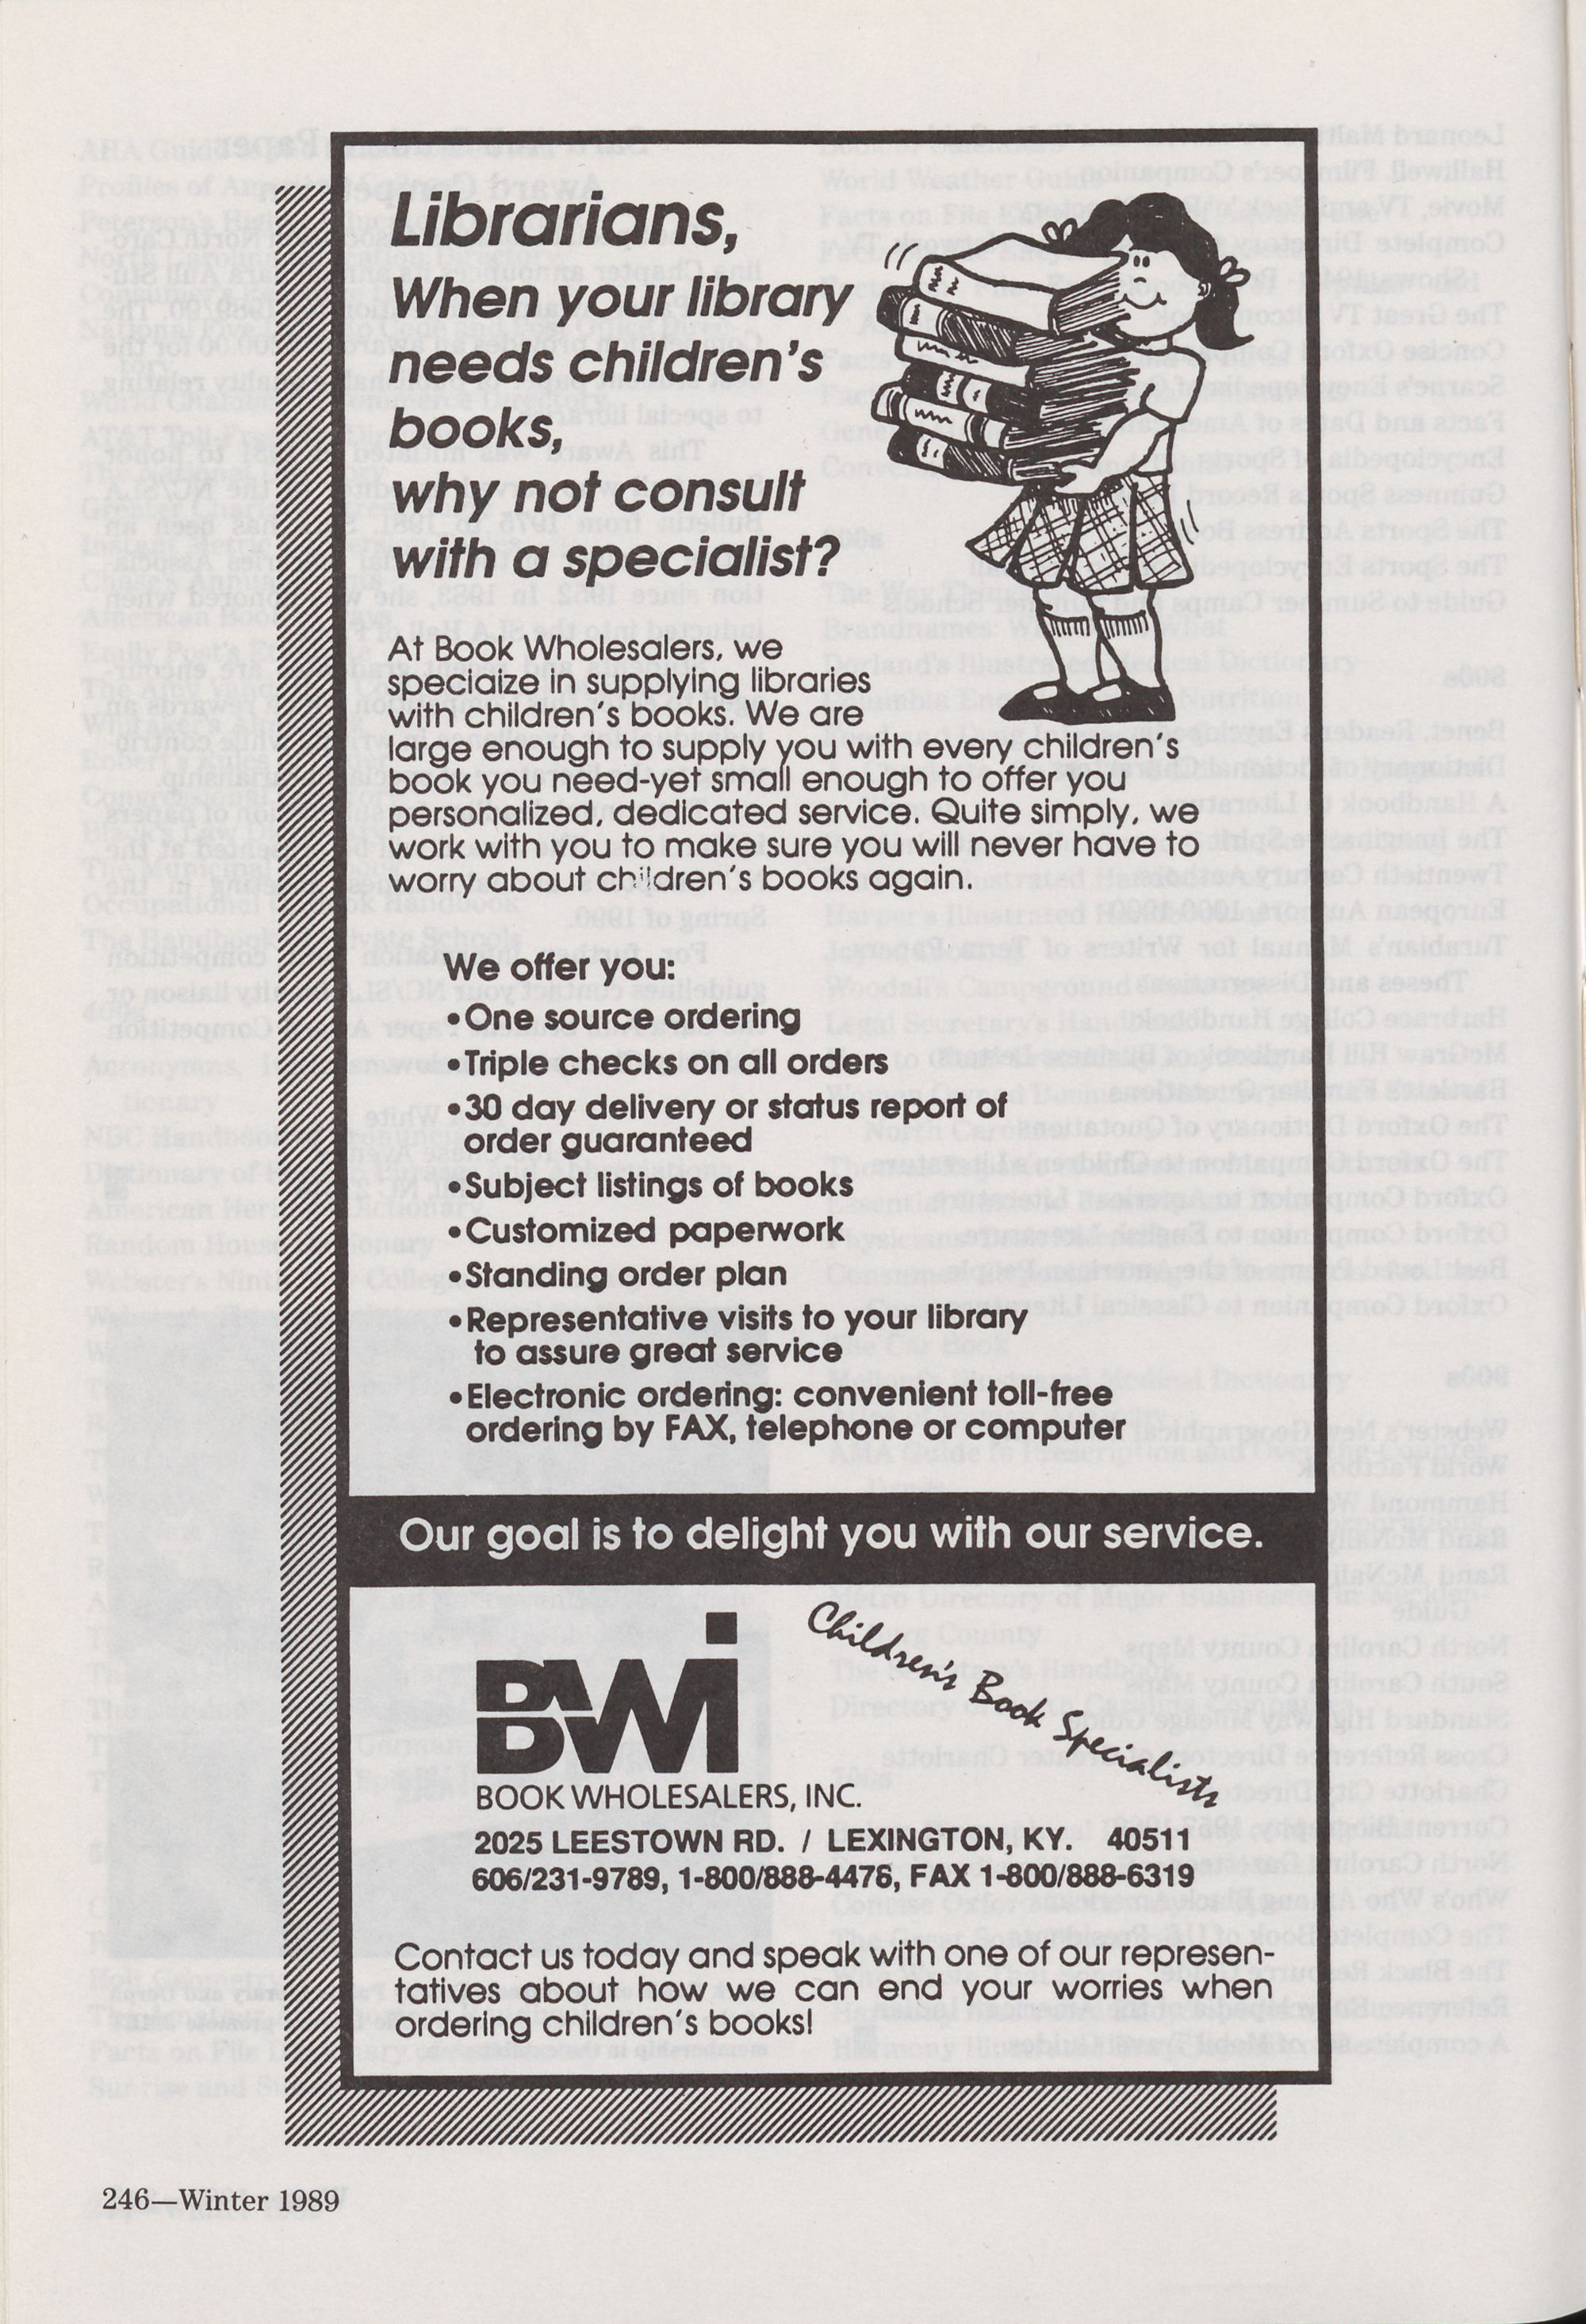 Librarians,
When your library
needs children's
books,
why not consult
with a specialist?
At Book Wholesalers, we
speciaize in supplying libraries
with children's books. We are
large enough to supply you with every children's
book you need-yet small enough to offer you
personalized, dedicated service. Quite simply, we
work with you to make sure you will never have to
worry about children's books again.
We offer you:
•One source ordering
•Triple checks on all orders
•30 day delivery or status report of
order guaranteed
•Subject listings of books
•Customized paperwork
•Standing order plan
•Representative visits to your library
to assure great service
•Electronic ordering: convenient toll-free
ordering by FAX, telephone or computer
Our goal is to delight you with our service.
BWI
Children's Book Specialists
BOOK WHOLESALERS, INC.
2025 LEESTOWN RD. / LEXINGTON, KY. 40511
606/231-9789, 1-800/888-4478, FAX 1-800/888-6319
Contact us today and speak with one of our represen-
tatives about how we can end your worries when
ordering children's books!
246—Winter 1989